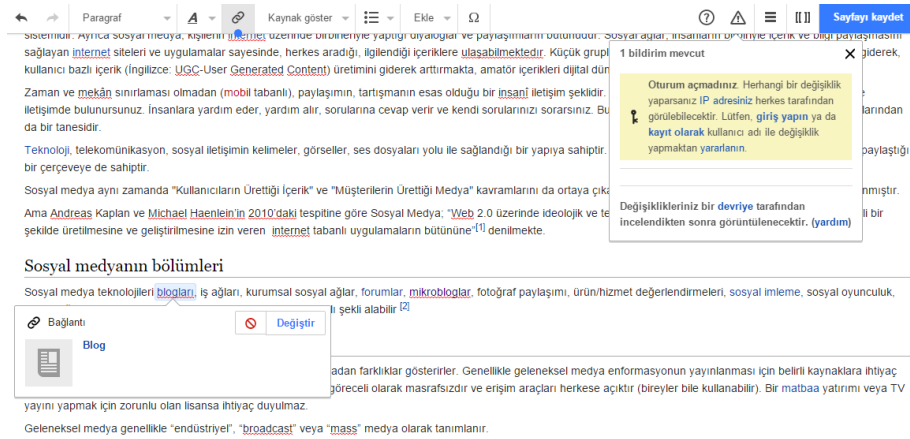 Paragraf A Kaynak göster Ekle Ω Sayfayı kaydet
sistemidir. Ayrıca sosyal medya, kişilerin internet üzerinde birbirleriyle yaptığı diyaloglar ve paylaşımların bütünüdür. Sosyal ağlar, insanların birbiriyle içerik ve bilgi paylaşmasını
sağlayan internet siteleri ve uygulamalar sayesinde, herkes aradığı, ilgilendiği içeriklere ulaşabilmektedir. Küçük grupl giderek,
kullanıcı bazlı içerik (İngilizce: UGC-User Generated Content) üretimini giderek arttırmakta, amatör içerikleri dijital dün
Zaman ve mekân sınırlaması olmadan (mobil tabanlı), paylaşımın, tartışmanın esas olduğu bir insanî iletişim şeklidir. e
iletişimde bulunursunuz. İnsanlara yardım eder, yardım alır, sorularına cevap verir ve kendi sorularınızı sorarsınız. Bu larından
da bir tanesidir.
Teknoloji, telekomünikasyon, sosyal iletişimin kelimeler, görseller, ses dosyaları yolu ile sağlandığı bir yapıya sahiptir. paylaştığı
bir çerçeveye de sahiptir.
Sosyal medya aynı zamanda "Kullanıcıların Ürettiği İçerik" ve "Müşterilerin Ürettiği Medya" kavramlarını da ortaya çıka nmıştır.
Ama Andreas Kaplan ve Michael Haenlein'in 2010'daki tespitine göre Sosyal Medya; "Web 2.0 üzerinde ideolojik ve te li bir
şekilde üretilmesine ve geliştirilmesine izin veren internet tabanlı uygulamaların bütününe"[1] denilmekte.
1 bildirim mevcut
Oturum açmadınız. Herhangi bir değişiklik
yaparsanız IP adresiniz herkes tarafından
görülebilecektir. Lütfen, giriş yapın ya da
kayıt olarak kullanıcı adı ile değişiklik
yapmaktan yararlanın.
Değişiklikleriniz bir devriye tarafından
incelendikten sonra görüntülenecektir. (yardım)
Sosyal medyanın bölümleri
Sosyal medya teknolojileri blogları, iş ağları, kurumsal sosyal ağlar, forumlar, mikrobloglar, fotoğraf paylaşımı, ürün/hizmet değerlendirmeleri, sosyal imleme, sosyal oyunculuk,
lı şekli alabilir [2]
Bağlantı Değiştir
Blog
adan farklıklar gösterirler. Genellikle geleneksel medya enformasyonun yayınlanması için belirli kaynaklara ihtiyaç
göreceli olarak masrafsızdır ve erişim araçları herkese açıktır (bireyler bile kullanabilir). Bir matbaa yatırımı veya TV
yayını yapmak için zorunlu olan lisansa ihtiyaç duyulmaz.
Geleneksel medya genellikle "endüstriyel", "broadcast" veya "mass" medya olarak tanımlanır.